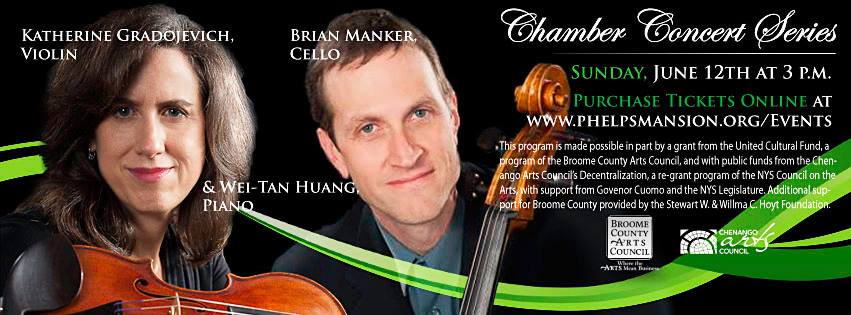 Katherine Gradojevich,
Violin
Brian Manker,
Cello
& Wei-Tan Huang,
Piano
Chamber Concert Series
Sunday, June 12th at 3 p.m.
Purchase Tickets Online at
www.phelpsmansion.org/Events
This program is made possible in part by a grant from the United Cultural Fund, a
program of the Broome County Arts Council, and with public funds from the Chen-
ango Arts Council's Decentralization, a re-grant program of the NYS Council on the
Arts, with support from Govenor Cuomo and the NYS Legislature. Additional sup-
port for Broome County provided by the Stewart W. & Willma C. Hoyt Foundation.
Broome
County
Arts
Council
Where the
Arts Mean Business
CHENANGO
arts
COUNCIL